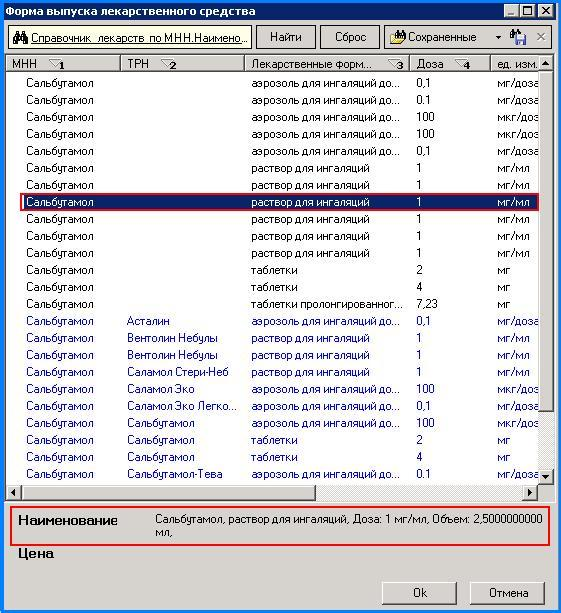 Форма выпуска лекарственного средства
Справочник лекарств по МНН.Наимено... Найти Сброс Сохраненные
МНН 1 ТРН 2 Лекарственные форм... 3 Доза 4 ед. изм.
Сальбутамол аэрозоль для ингаляций до... 0,1 мг/доза
Сальбутамол аэрозоль для ингаляций до... 0.1 мг/доза
Сальбутамол аэрозоль для ингаляций до... 100 мкг/доз
Сальбутамол аэрозоль для ингаляций до... 100 мкг/доз
Сальбутамол аэрозоль для ингаляций до... 0,1 мг/доза
Сальбутамол раствор для ингаляций 1 мг/мл
Сальбутамол раствор для ингаляций 1 мг/мл
Сальбутамол раствор для ингаляций 1 мг/мл
Сальбутамол раствор для ингаляций 1 мг/мл
Сальбутамол раствор для ингаляций 1 мг/мл
Сальбутамол раствор для ингаляций 1 мг/мл
Сальбутамол таблетки 2 мг
Сальбутамол таблетки 4 мг
Сальбутамол таблетки пролонгированног... 7,23 мг
Сальбутамол Асталин аэрозоль для ингаляций до... 0,1 мг/доза
Сальбутамол Вентолин Небулы раствор для ингаляций 1 мг/мл
Сальбутамол Вентолин Небулы раствор для ингаляций 1 мг/мл
Сальбутамол Саламол Стери-Неб раствор для ингаляций 1 мг/мл
Сальбутамол Саламол Эко аэрозоль для ингаляций до... 100 мкг/доз
Сальбутамол Саламол Эко Легко... аэрозоль для ингаляций до... 0,1 мг/доза
Сальбутамол Сальбутамол аэрозоль для ингаляций до... 100 мкг/доз
Сальбутамол Сальбутамол таблетки 2 мг
Сальбутамол Сальбутамол таблетки 4 мг
Сальбутамол Сальбутамол-Тева аэрозоль для ингаляций до... 0.1 мг/доза
Наименование Сальбутамол, раствор для ингаляций, Доза: 1 мг/мл, Объем: 2,5000000000
мл,
Цена
Ok Отмена